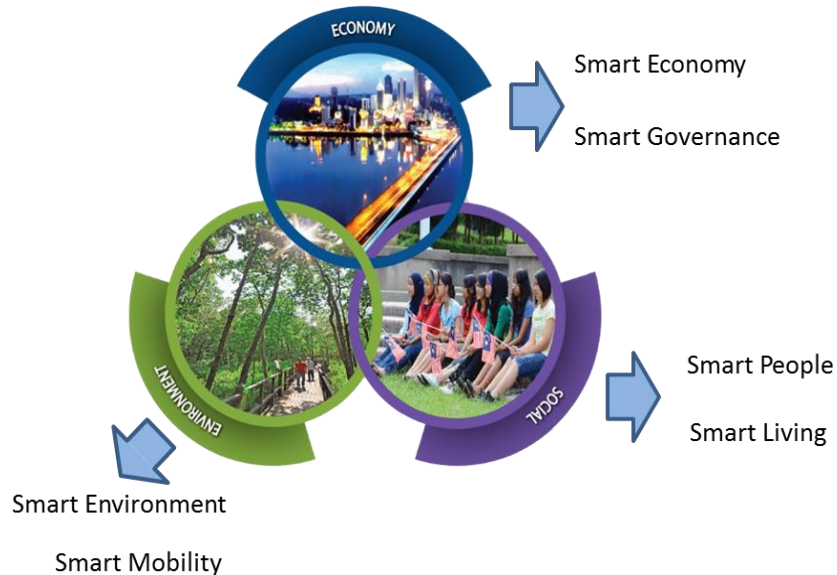 ECONOMY
Smart Economy
Smart Governance
ENVIRONMENT
SOCIAL
Smart People
Smart Living
Smart Environment
Smart Mobility